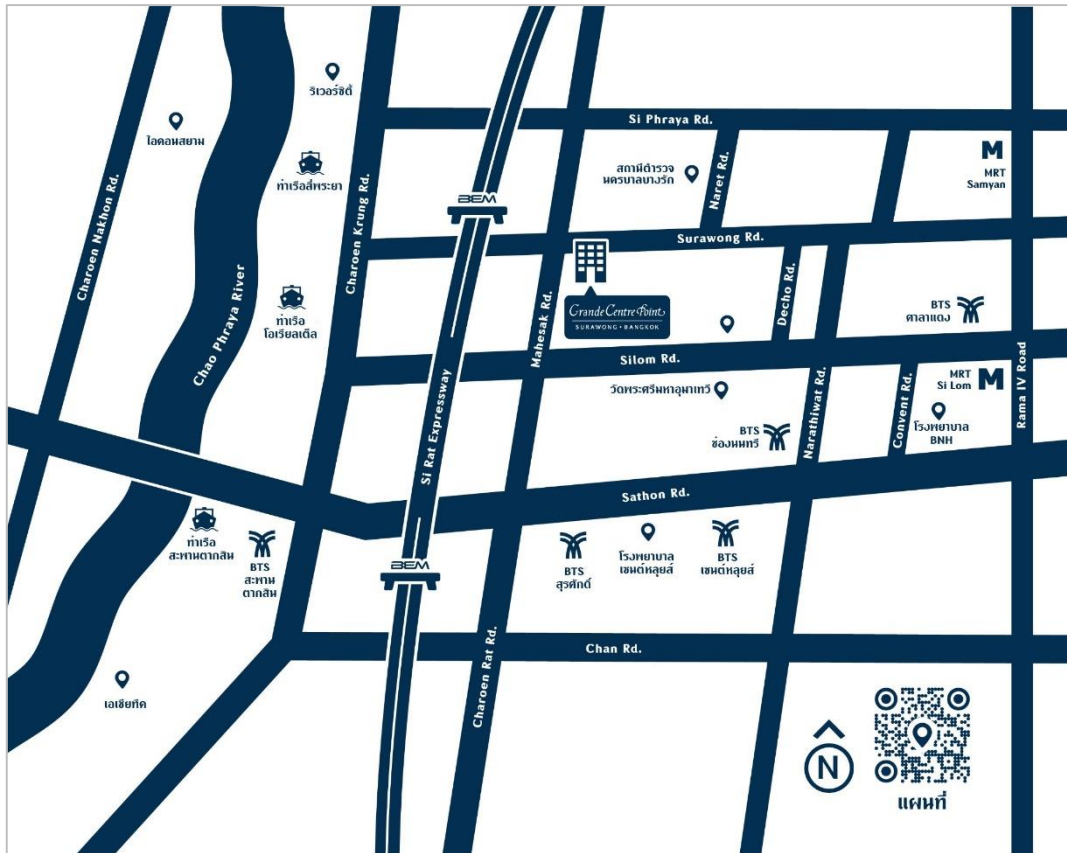 ริเวอร์ซิตี้
ไอคอนสยาม
Si Phraya Rd.
สถานีตำรวจ
นครบาลบางรัก
Naret Rd.
M
MRT
Samyan
ท่าเรือสี่พระยา
BEM
Charoen Nakhon Rd.
Charoen Krung Rd.
Surawong Rd.
Chao Phraya River
ท่าเรือ
โอเรียลเต็ล
Grande Centre Point
SURAWONG • BANGKOK
Mahesak Rd.
Decho Rd.
BTS
ศาลาแดง
Silom Rd.
Rama IV Road
MRT
Si Lom
M
วัดพระศรีมหาอุมาเทวี
Narathiwat Rd.
Convent Rd.
โรงพยาบาล
BNH
Si Rat Expressway
BTS
ช่องนนทรี
Sathon Rd.
ท่าเรือ
สะพานตากสิน
BTS
สะพาน
ตากสิน
BEM
BTS
สุรศักดิ์
โรงพยาบาล
เซนต์หลุยส์
BTS
เซนต์หลุยส์
Chan Rd.
Charoen Rat Rd.
เอเชียทีค
N
แผนที่